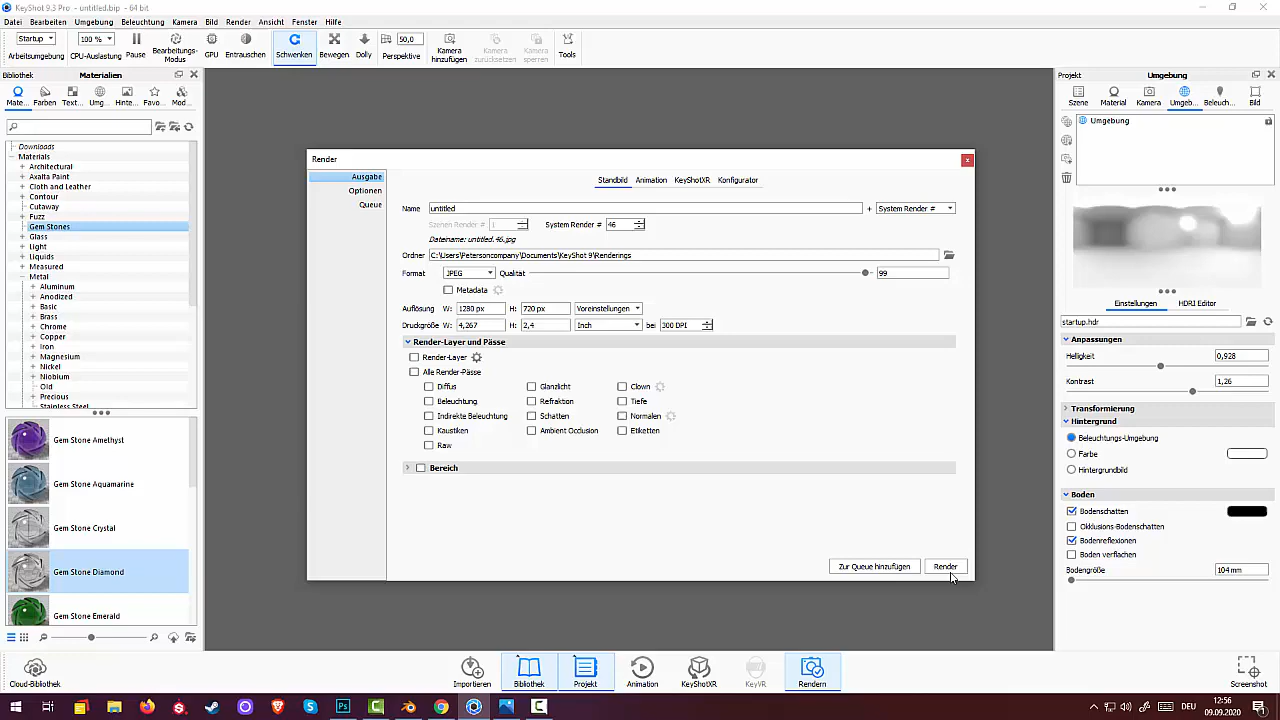 KeyShot 9.3 Pro - untitled.bip - 64 bit
Datei Bearbeiten Umgebung Beleuchtung Kamera Bild Render Ansicht Fenster Hilfe
Startup 100 % 50,0
Arbeitsumgebung CPU-Auslastung Pause Bearbeitungs-Modus GPU Entrauschen Schwenken Bewegen Dolly Perspektive Kamera hinzufügen Kamera zurücksetzen Kamera sperren Tools
Bibliothek Materialien
Mate... Farben Text... Umg... Hinte... Favo... Mod...
Downloads
Materials
Architectural
Axalta Paint
Cloth and Leather
Contour
Cutaway
Fuzz
Gem Stones
Glass
Light
Liquids
Measured
Metal
Aluminum
Anodized
Basic
Brass
Chrome
Copper
Iron
Magnesium
Nickel
Niobium
Old
Precious
Stainless Steel
Gem Stone Amethyst
Gem Stone Aquamarine
Gem Stone Crystal
Gem Stone Diamond
Gem Stone Emerald
Render
Ausgabe
Optionen
Queue
Standbild Animation KeyShotXR Konfigurator
Name untitled + System Render #
Szenen Render # 1 System Render # 46
Dateiname: untitled.46.jpg
Ordner C:\Users\Petersoncompany\Documents\KeyShot 9\Renderings
Format JPEG Qualität 99
Metadata
Auflösung W: 1280 px H: 720 px Voreinstellungen
Druckgröße W: 4,267 H: 2,4 Inch bei 300 DPI
Render-Layer und Pässe
Render-Layer
Alle Render-Pässe
Diffus Glanzlicht Clown
Beleuchtung Refraktion Tiefe
Indirekte Beleuchtung Schatten Normalen
Kaustiken Ambient Occlusion Etiketten
Raw
Bereich
Zur Queue hinzufügen Render
Projekt Umgebung
Szene Material Kamera Umgeb... Beleuch... Bild
Umgebung
Einstellungen HDRI Editor
startup.hdr
Anpassungen
Helligkeit 0,928
Kontrast 1,26
Transformierung
Hintergrund
Beleuchtungs-Umgebung
Farbe
Hintergrundbild
Boden
Bodenschatten
Okklusions-Bodenschatten
Bodenreflexionen
Boden verflachen
Bodengröße 104 mm
Cloud-Bibliothek Importieren Bibliothek Projekt Animation KeyShotXR KeyVR Rendern Screenshot
DEU 12:56
09.09.2020